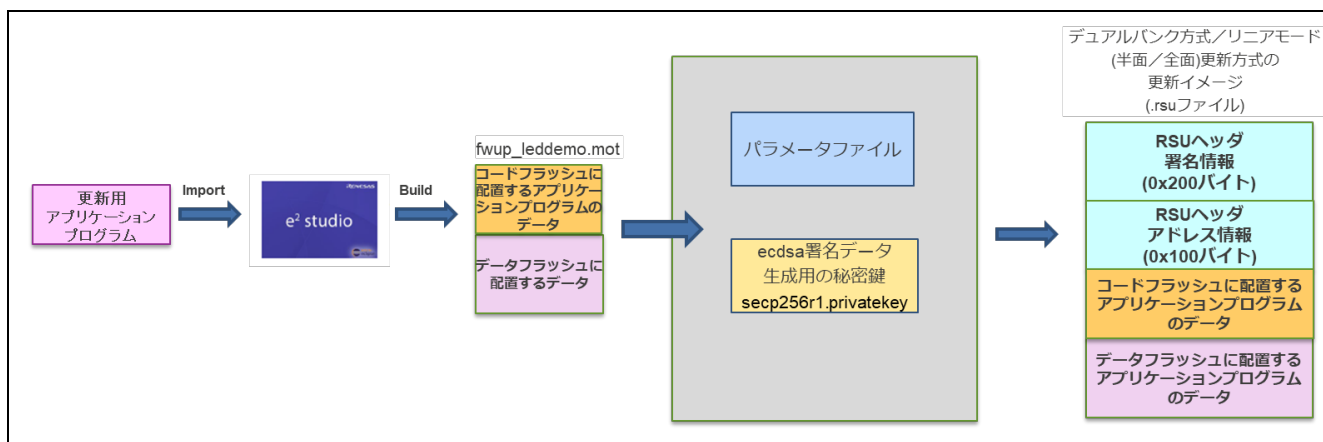 更新用
アプリケーション
プログラム
Import
RENESAS
e² studio
Build
fwup_leddemo.mot
コードフラッシュに
配置するアプリケー
ションプログラムの
データ
データフラッシュに
配置するデータ
パラメータファイル
ecdsa署名データ
生成用の秘密鍵
secp256r1.privatekey
デュアルバンク方式／リニアモード
(半面／全面)更新方式の
更新イメージ
(.rsuファイル)
RSUヘッダ
署名情報
(0x200バイト)
RSUヘッダ
アドレス情報
(0x100バイト)
コードフラッシュに配置する
アプリケーションプログラム
のデータ
データフラッシュに配置する
アプリケーションプログラム
のデータ